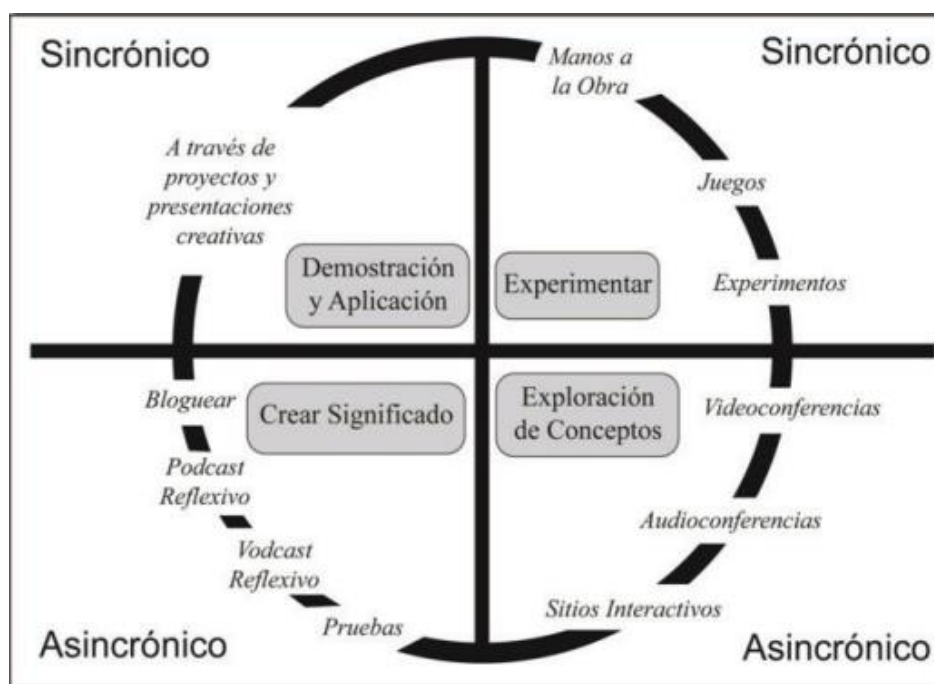 Sincrónico
Sincrónico
Manos a
la Obra
A través de
proyectos y
presentaciones
creativas
Juegos
Demostración
y Aplicación
Experimentar
Experimentos
Bloguear
Crear Significado
Exploración
de Conceptos
Videoconferencias
Podcast
Reflexivo
Audioconferencias
Vodcast
Reflexivo
Sitios Interactivos
Pruebas
Asincrónico
Asincrónico